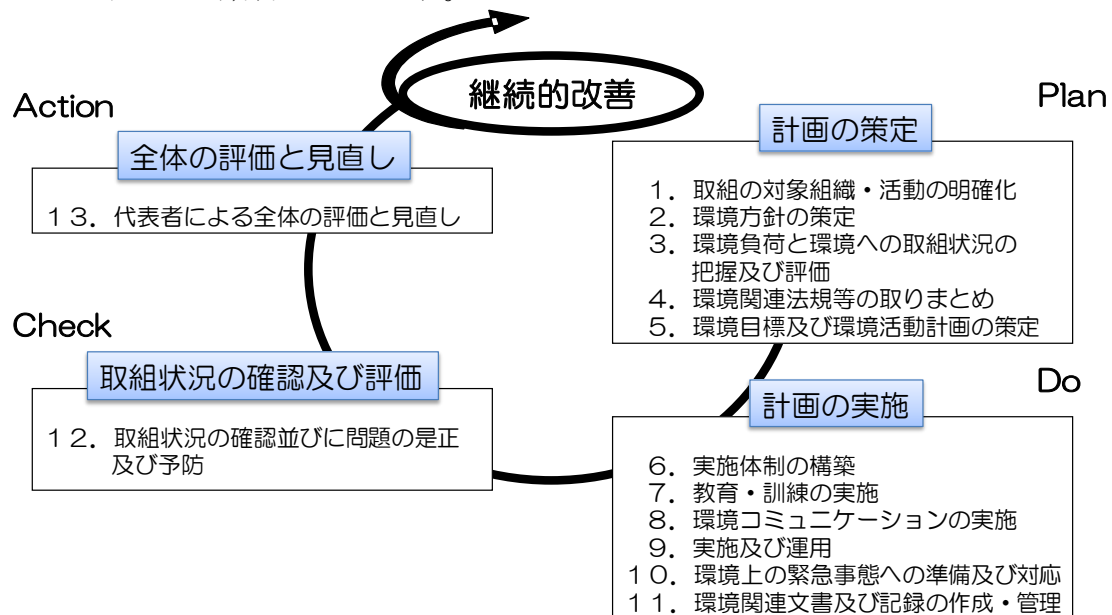 継続的改善
Plan
計画の策定
１．取組の対象組織・活動の明確化
２．環境方針の策定
３．環境負荷と環境への取組状況の
把握及び評価
４．環境関連法規等の取りまとめ
５．環境目標及び環境活動計画の策定
Do
計画の実施
６．実施体制の構築
７．教育・訓練の実施
８．環境コミュニケーションの実施
９．実施及び運用
１０．環境上の緊急事態への準備及び対応
１１．環境関連文書及び記録の作成・管理
Check
取組状況の確認及び評価
１２．取組状況の確認並びに問題の是正
及び予防
Action
全体の評価と見直し
１３．代表者による全体の評価と見直し